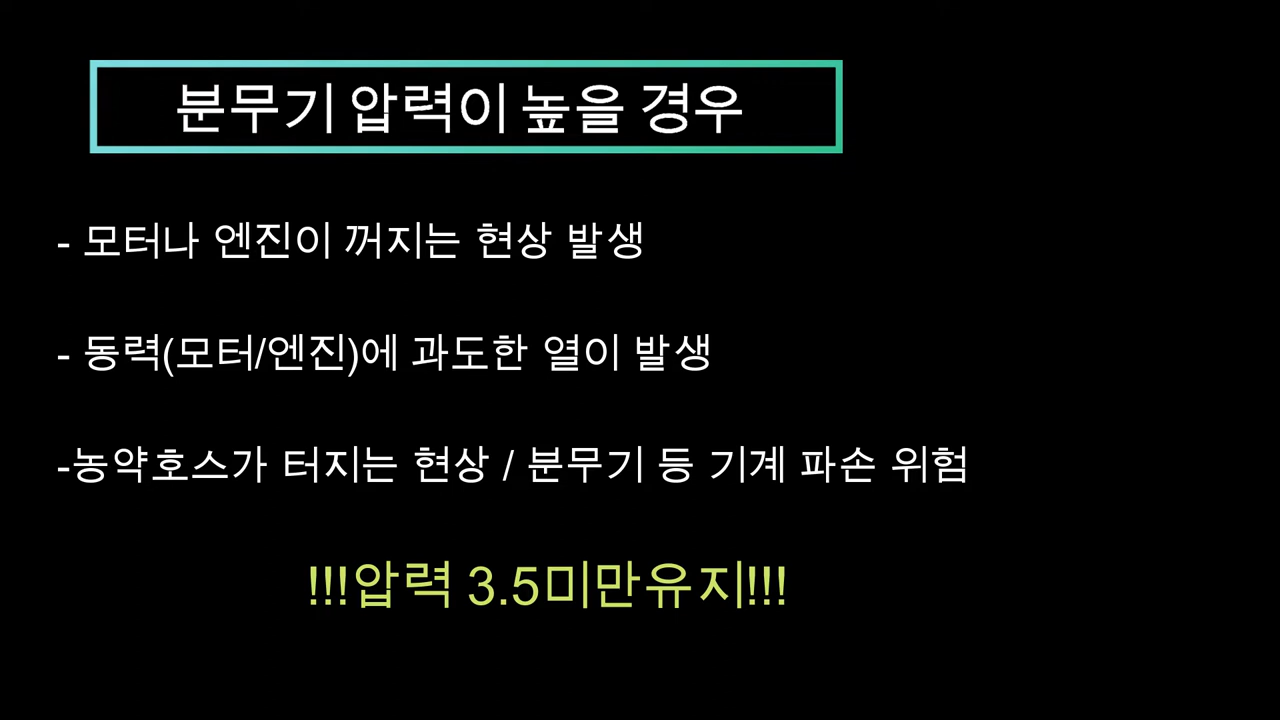 분무기 압력이 높을 경우
- 모터나 엔진이 꺼지는 현상 발생
- 동력(모터/엔진)에 과도한 열이 발생
-농약호스가 터지는 현상 / 분무기 등 기계 파손 위험
!!!압력 3.5미만유지!!!